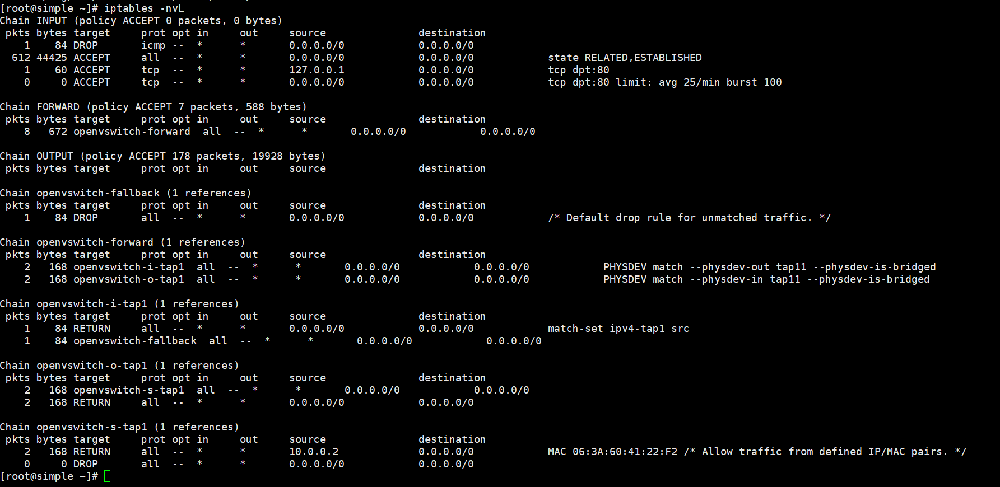 [root@simple ~]# iptables -nvL
Chain INPUT (policy ACCEPT 0 packets, 0 bytes)
 pkts bytes target     prot opt in     out     source               destination
    1    84 DROP       icmp --  *      *       0.0.0.0/0            0.0.0.0/0
  612 44425 ACCEPT     all  --  *      *       0.0.0.0/0            0.0.0.0/0            state RELATED,ESTABLISHED
    1    60 ACCEPT     tcp  --  *      *       127.0.0.1            0.0.0.0/0            tcp dpt:80
    0     0 ACCEPT     tcp  --  *      *       0.0.0.0/0            0.0.0.0/0            tcp dpt:80 limit: avg 25/min burst 100

Chain FORWARD (policy ACCEPT 7 packets, 588 bytes)
 pkts bytes target     prot opt in     out     source               destination
    8   672 openvswitch-forward  all  --  *      *       0.0.0.0/0            0.0.0.0/0

Chain OUTPUT (policy ACCEPT 178 packets, 19928 bytes)
 pkts bytes target     prot opt in     out     source               destination

Chain openvswitch-fallback (1 references)
 pkts bytes target     prot opt in     out     source               destination
    1    84 DROP       all  --  *      *       0.0.0.0/0            0.0.0.0/0            /* Default drop rule for unmatched traffic. */

Chain openvswitch-forward (1 references)
 pkts bytes target     prot opt in     out     source               destination
    2   168 openvswitch-i-tap1  all  --  *      *       0.0.0.0/0            0.0.0.0/0            PHYSDEV match --physdev-out tap11 --physdev-is-bridged
    2   168 openvswitch-o-tap1  all  --  *      *       0.0.0.0/0            0.0.0.0/0            PHYSDEV match --physdev-in tap11 --physdev-is-bridged

Chain openvswitch-i-tap1 (1 references)
 pkts bytes target     prot opt in     out     source               destination
    1    84 RETURN     all  --  *      *       0.0.0.0/0            0.0.0.0/0            match-set ipv4-tap1 src
    1    84 openvswitch-fallback  all  --  *      *       0.0.0.0/0            0.0.0.0/0

Chain openvswitch-o-tap1 (1 references)
 pkts bytes target     prot opt in     out     source               destination
    2   168 openvswitch-s-tap1  all  --  *      *       0.0.0.0/0            0.0.0.0/0
    2   168 RETURN     all  --  *      *       0.0.0.0/0            0.0.0.0/0

Chain openvswitch-s-tap1 (1 references)
 pkts bytes target     prot opt in     out     source               destination
    2   168 RETURN     all  --  *      *       10.0.0.2             0.0.0.0/0            MAC 06:3A:60:41:22:F2 /* Allow traffic from defined IP/MAC pairs. */
    0     0 DROP       all  --  *      *       0.0.0.0/0            0.0.0.0/0
[root@simple ~]#